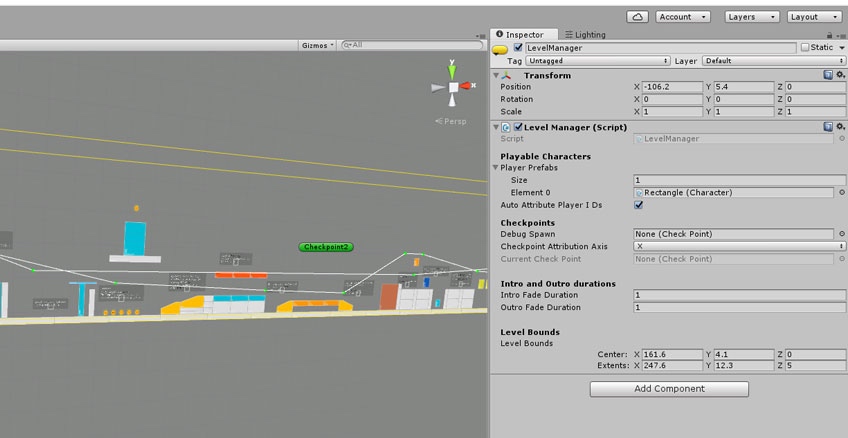 Account Layers Layout
Inspector Lighting
Gizmos All
LevelManager Static
Tag Untagged Layer Default
Transform
Position X -106.2 Y 5.4 Z 0
Rotation X 0 Y 0 Z 0
Scale X 1 Y 1 Z 1
Level Manager (Script)
Script LevelManager
Playable Characters
Player Prefabs
Size 1
Element 0 Rectangle (Character)
Auto Attribute Player I Ds
Checkpoints
Debug Spawn None (Check Point)
Checkpoint Attribution Axis X
Current Check Point None (Check Point)
Intro and Outro durations
Intro Fade Duration 1
Outro Fade Duration 1
Level Bounds
Level Bounds
Center: X 161.6 Y 4.1 Z 0
Extents: X 247.6 Y 12.3 Z 5
Add Component
y
x
Persp
Checkpoint2